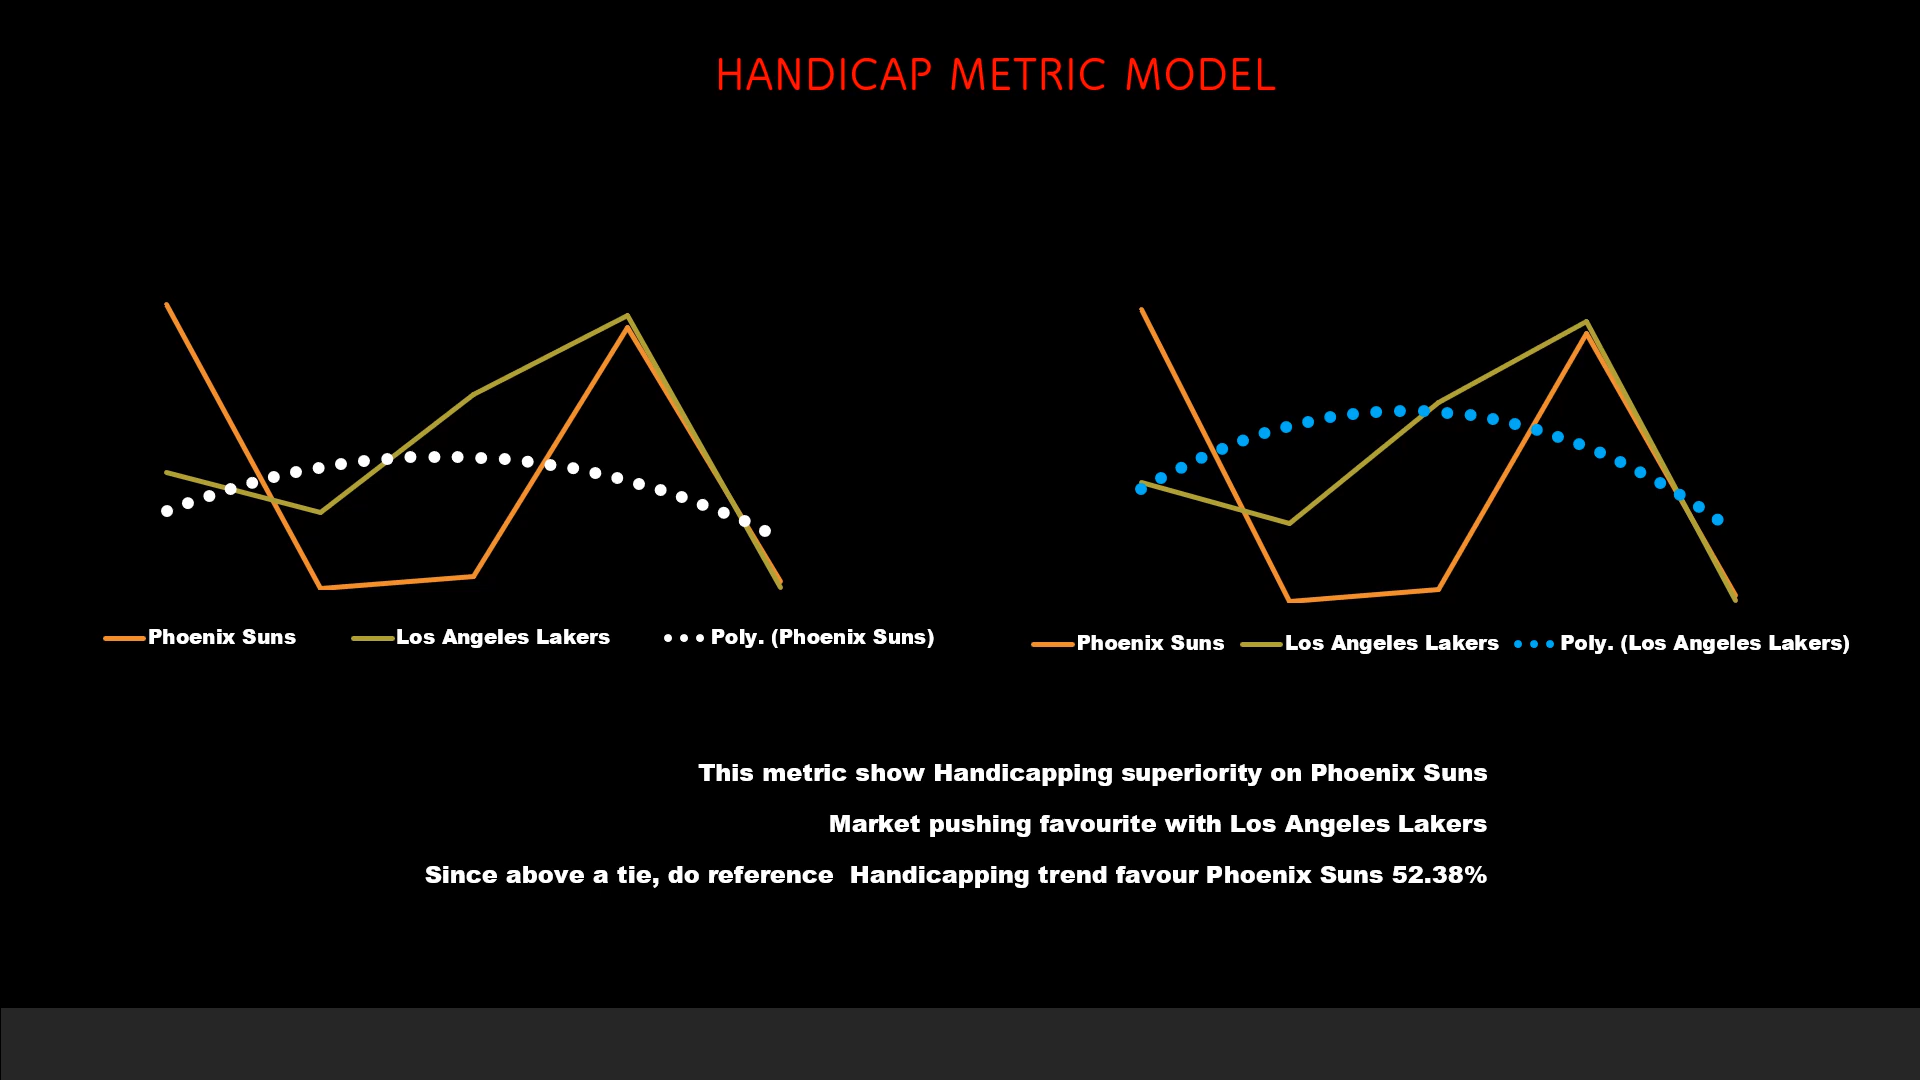 HANDICAP METRIC MODEL
Phoenix Suns
Los Angeles Lakers
Poly. (Phoenix Suns)
Phoenix Suns
Los Angeles Lakers
Poly. (Los Angeles Lakers)
This metric show Handicapping superiority on Phoenix Suns
Market pushing favourite with Los Angeles Lakers
Since above a tie, do reference  Handicapping trend favour Phoenix Suns 52.38%